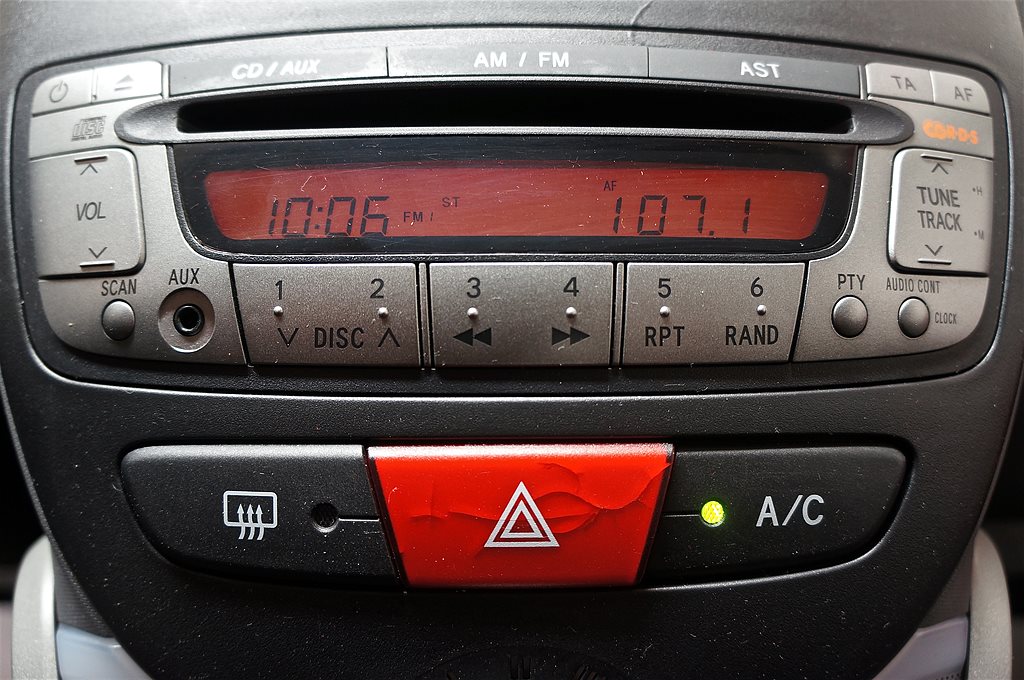 CD / AUX AM / FM AST TA AF
disc R·D·S
10:06 FM / ST AF 107.1
VOL
TUNE
TRACK
H
M
SCAN AUX 1 2 3 4 5 6 PTY AUDIO CONT
DISC RPT RAND CLOCK
A/C